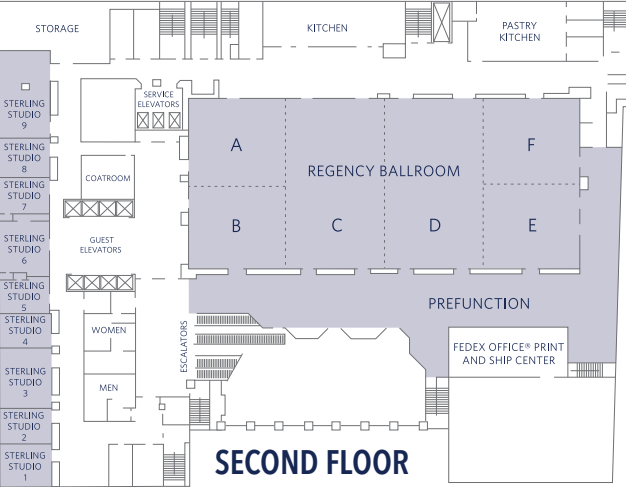 STORAGE
KITCHEN
PASTRY
KITCHEN
STERLING
STUDIO
9
SERVICE
ELEVATORS
STERLING
STUDIO
8
COATROOM
STERLING
STUDIO
7
A
REGENCY BALLROOM
F
B
C
D
E
STERLING
STUDIO
6
GUEST
ELEVATORS
STERLING
STUDIO
5
STERLING
STUDIO
4
WOMEN
ESCALATORS
PREFUNCTION
FEDEX OFFICE® PRINT
AND SHIP CENTER
STERLING
STUDIO
3
MEN
STERLING
STUDIO
2
STERLING
STUDIO
1
SECOND FLOOR